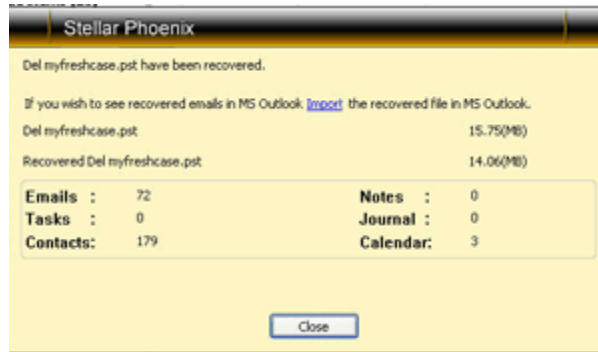 Stellar Phoenix
Del myfreshcase.pst have been recovered.
If you wish to see recovered emails in MS Outlook Import the recovered file in MS Outlook.
Del myfreshcase.pst 15.75(MB)
Recovered Del myfreshcase.pst 14.06(MB)
Emails : 72 Notes : 0
Tasks : 0 Journal : 0
Contacts: 179 Calendar: 3
Close